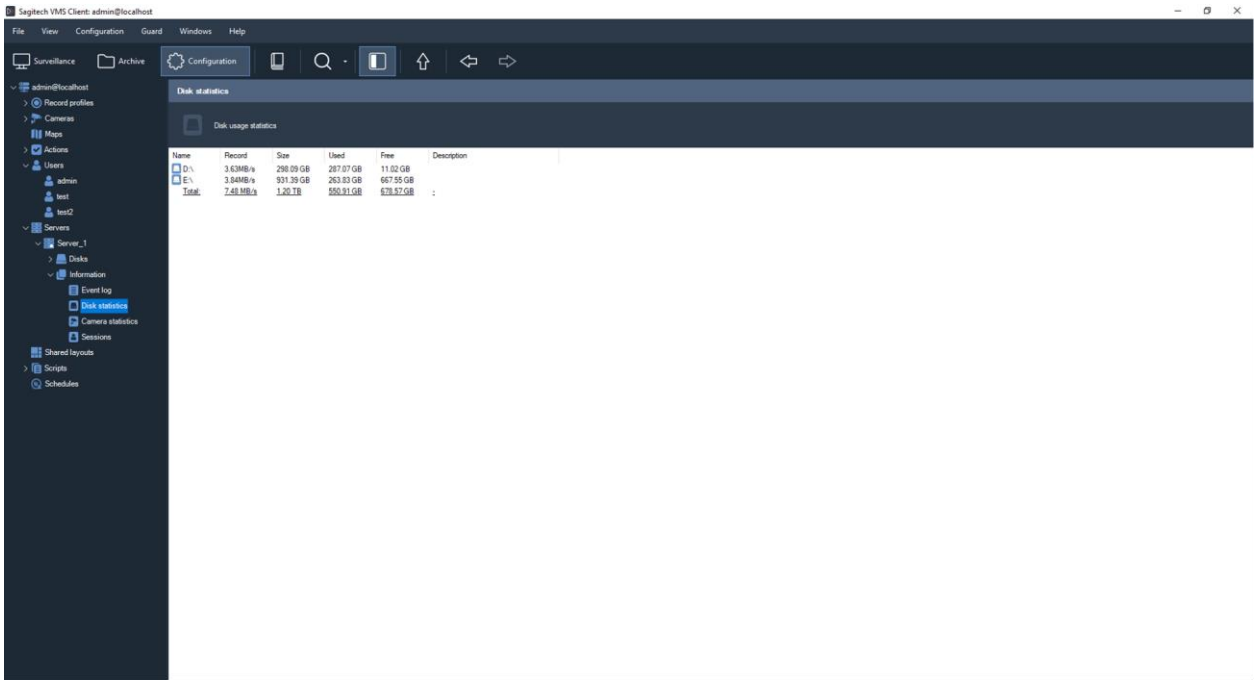 Sagitech VMS Client: admin@localhost
File View Configuration Guard Windows Help
Surveillance Archive Configuration
admin@localhost
Record profiles
Cameras
Maps
Actions
Users
admin
test
test2
Servers
Server_1
Disks
Information
Event log
Disk statistics
Camera statistics
Sessions
Shared layouts
Scripts
Schedules
Disk statistics
Disk usage statistics
Name Record Size Used Free Description
D:\ 3.63MB/s 298.09 GB 287.07 GB 11.02 GB
E:\ 3.84MB/s 931.39 GB 263.83 GB 667.55 GB
Total: 7.48 MB/s 1.20 TB 550.91 GB 678.57 GB -